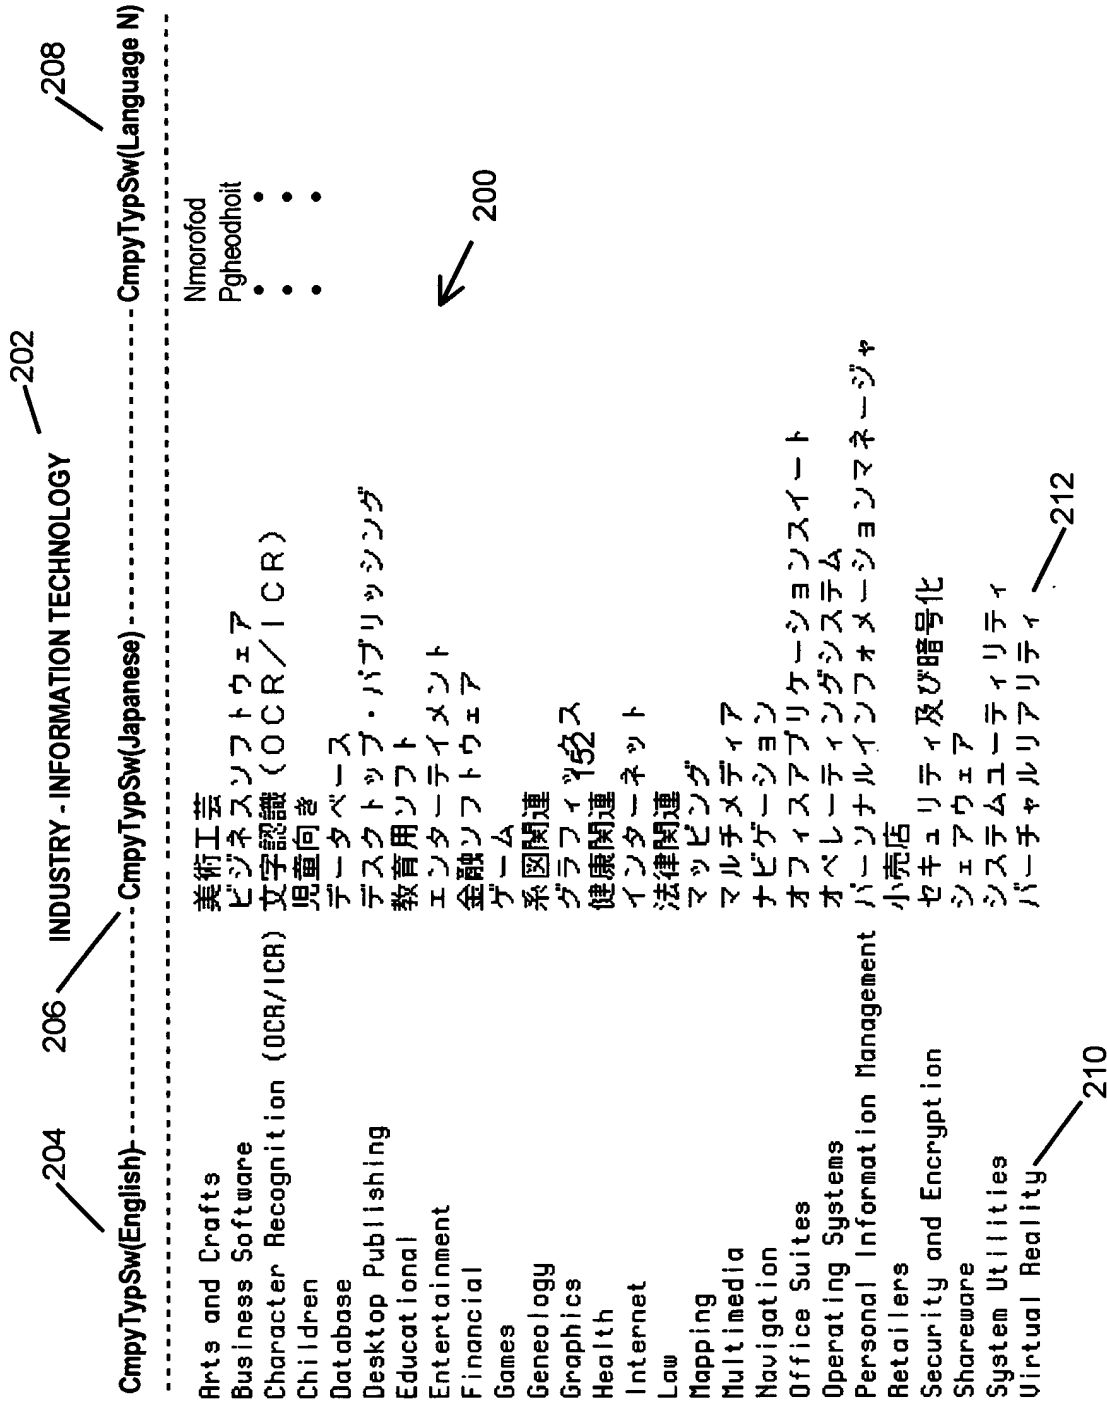 202
INDUSTRY - INFORMATION TECHNOLOGY
204 206 208
CmpyTypSw(English)------------CmpyTypSw(Japanese)------------CmpyTypSw(Language N)
Arts and Crafts 美術工芸 Nmorofod
Business Software ビジネスソフトウェア Pgheodhoit
Character Recognition (OCR/ICR) 文字認識(OCR/ICR)
Children 児童向き
Database データベース
Desktop Publishing デスクトップ・パブリッシング
Educational 教育用ソフト
Entertainment エンターテイメント
Financial 金融ソフトウェア
Games ゲーム
Geneology 系図関連
Graphics グラフィックス
152
Health 健康関連
Internet インターネット
Law 法律関連
Mapping マッピング
Multimedia マルチメディア
Navigation ナビゲーション
Office Suites オフィスアプリケーションスイート
Operating Systems オペレーティングシステム
Personal Information Management パーソナルインフォメーションマネージャ
Retailers 小売店
Security and Encryption セキュリティ及び暗号化
Shareware シェアウェア
System Utilities システムユーティリティ
Virtual Reality バーチャルリアリティ
200
210 212